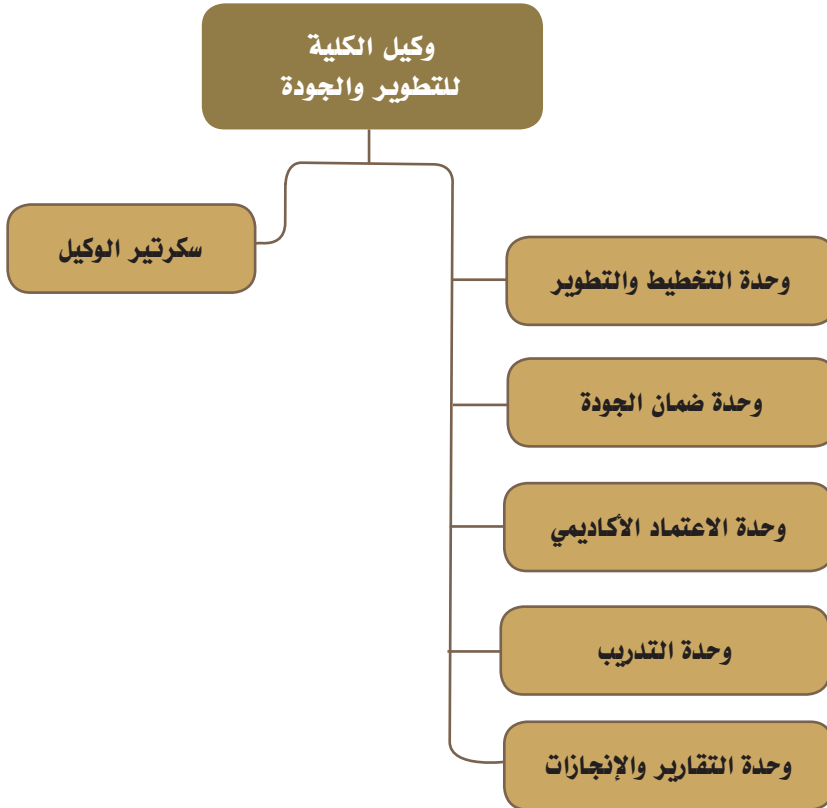 وكيل الكلية
للتطوير والجودة
سكرتير الوكيل
وحدة التخطيط والتطوير
وحدة ضمان الجودة
وحدة الاعتماد الأكاديمي
وحدة التدريب
وحدة التقارير والإنجازات